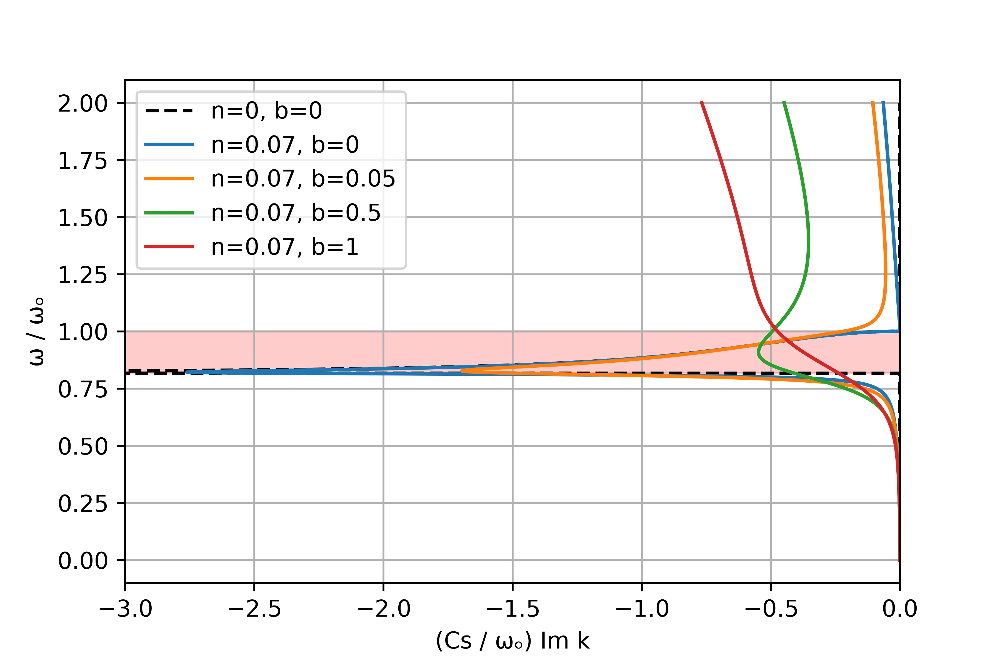 2.00
1.75
1.50
1.25
1.00
0.75
0.50
0.25
0.00
ω / ωₒ
n=0, b=0
n=0.07, b=0
n=0.07, b=0.05
n=0.07, b=0.5
n=0.07, b=1
−3.0 −2.5 −2.0 −1.5 −1.0 −0.5 0.0
(Cs / ωₒ) Im k